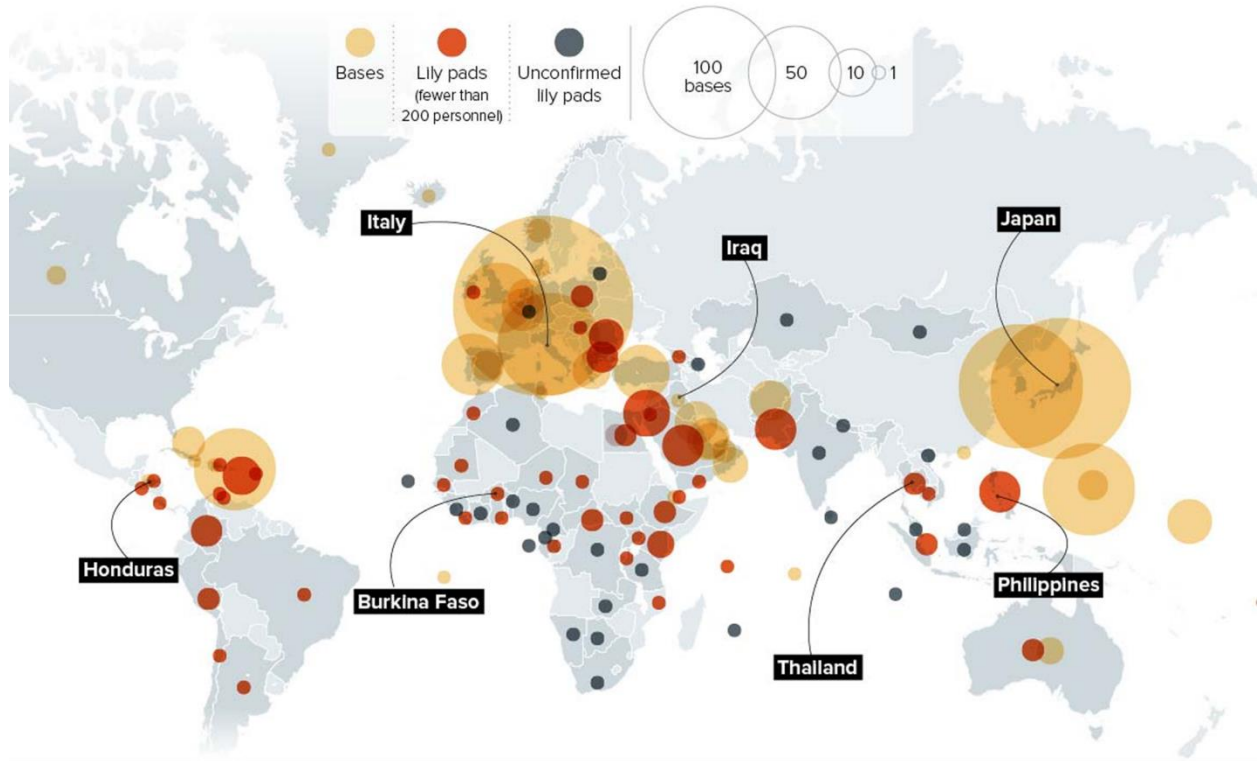 Bases
Lily pads
(fewer than
200 personnel)
Unconfirmed
lily pads
100
bases
50
10
1
Italy
Iraq
Japan
Honduras
Burkina Faso
Thailand
Philippines